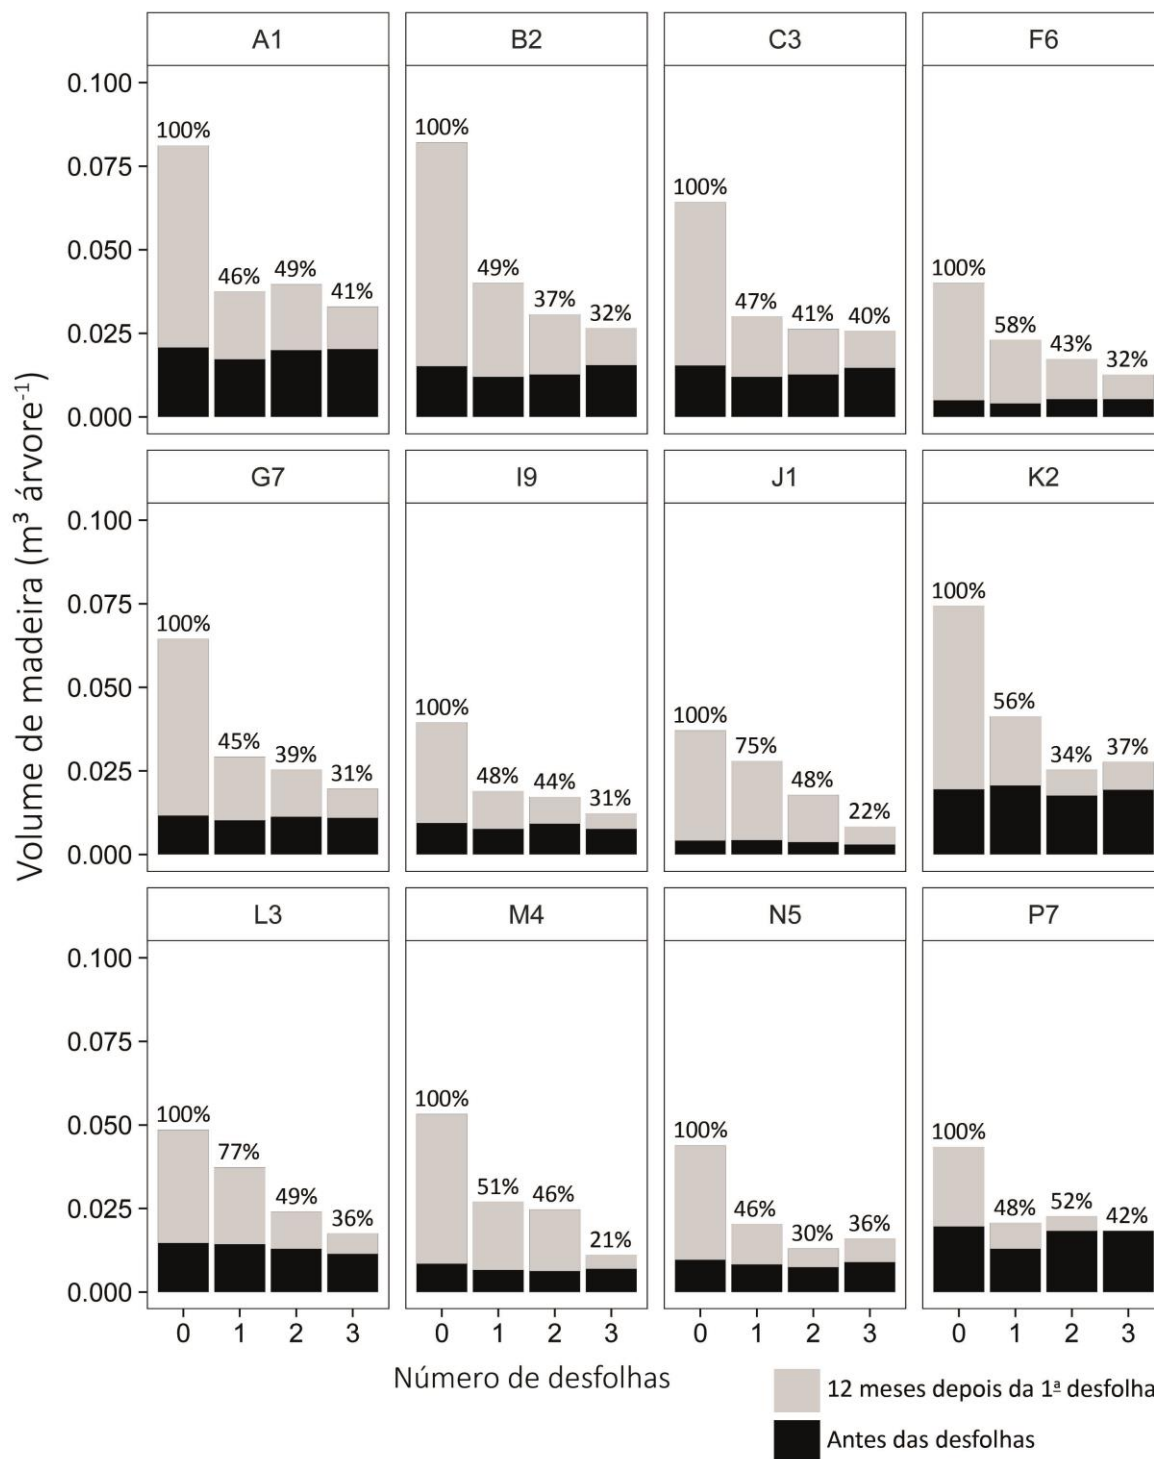 A1 B2 C3 F6
0.100
0.075
0.050
0.025
0.000
100% 46% 49% 41%
100% 49% 37% 32%
100% 47% 41% 40%
100% 58% 43% 32%
G7 I9 J1 K2
0.100
0.075
0.050
0.025
0.000
100% 45% 39% 31%
100% 48% 44% 31%
100% 75% 48% 22%
100% 56% 34% 37%
L3 M4 N5 P7
0.100
0.075
0.050
0.025
0.000
100% 77% 49% 36%
100% 51% 46% 21%
100% 46% 30% 36%
100% 48% 52% 42%
0 1 2 3 0 1 2 3 0 1 2 3 0 1 2 3
Volume de madeira (m³ árvore⁻¹)
Número de desfolhas
12 meses depois da 1ª desfolha
Antes das desfolhas